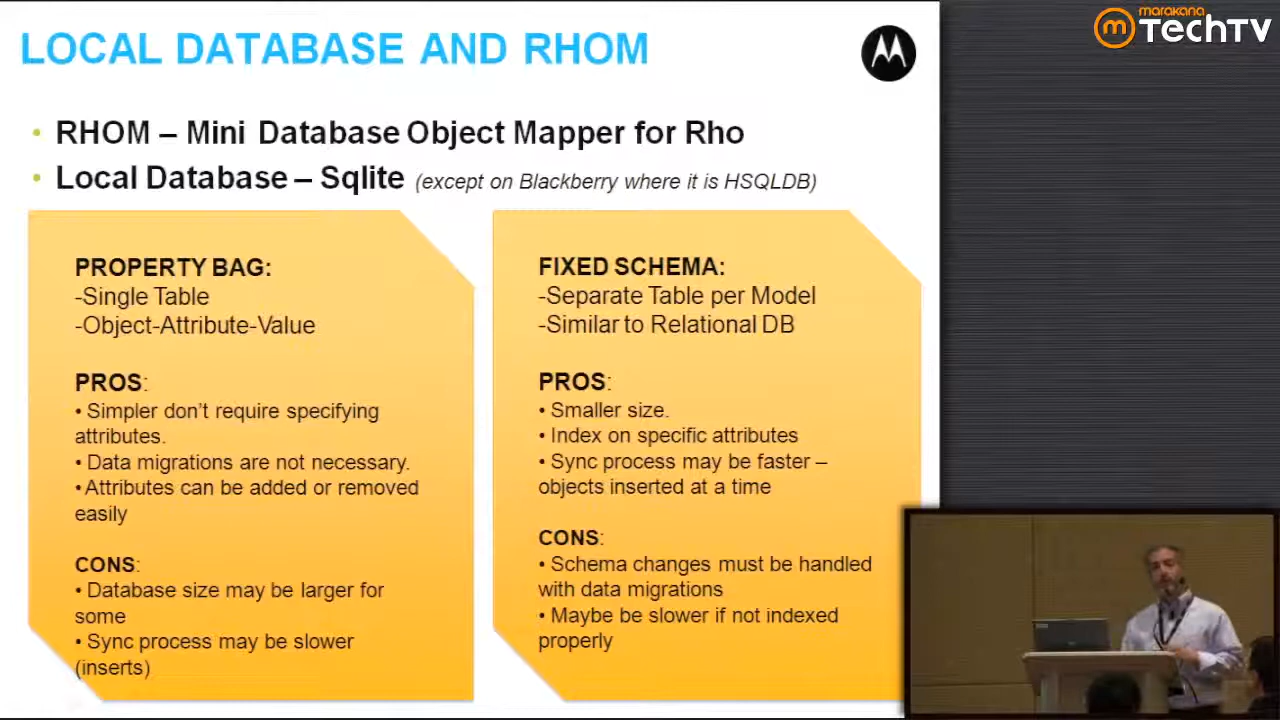 LOCAL DATABASE AND RHOM
marakana
TechTV
• RHOM – Mini Database Object Mapper for Rho
• Local Database – Sqlite (except on Blackberry where it is HSQLDB)
PROPERTY BAG:
-Single Table
-Object-Attribute-Value
PROS:
• Simpler don't require specifying
attributes.
• Data migrations are not necessary.
• Attributes can be added or removed
easily
CONS:
• Database size may be larger for
some
• Sync process may be slower
(inserts)
FIXED SCHEMA:
-Separate Table per Model
-Similar to Relational DB
PROS:
• Smaller size.
• Index on specific attributes
• Sync process may be faster –
objects inserted at a time
CONS:
• Schema changes must be handled
with data migrations
• Maybe be slower if not indexed
properly